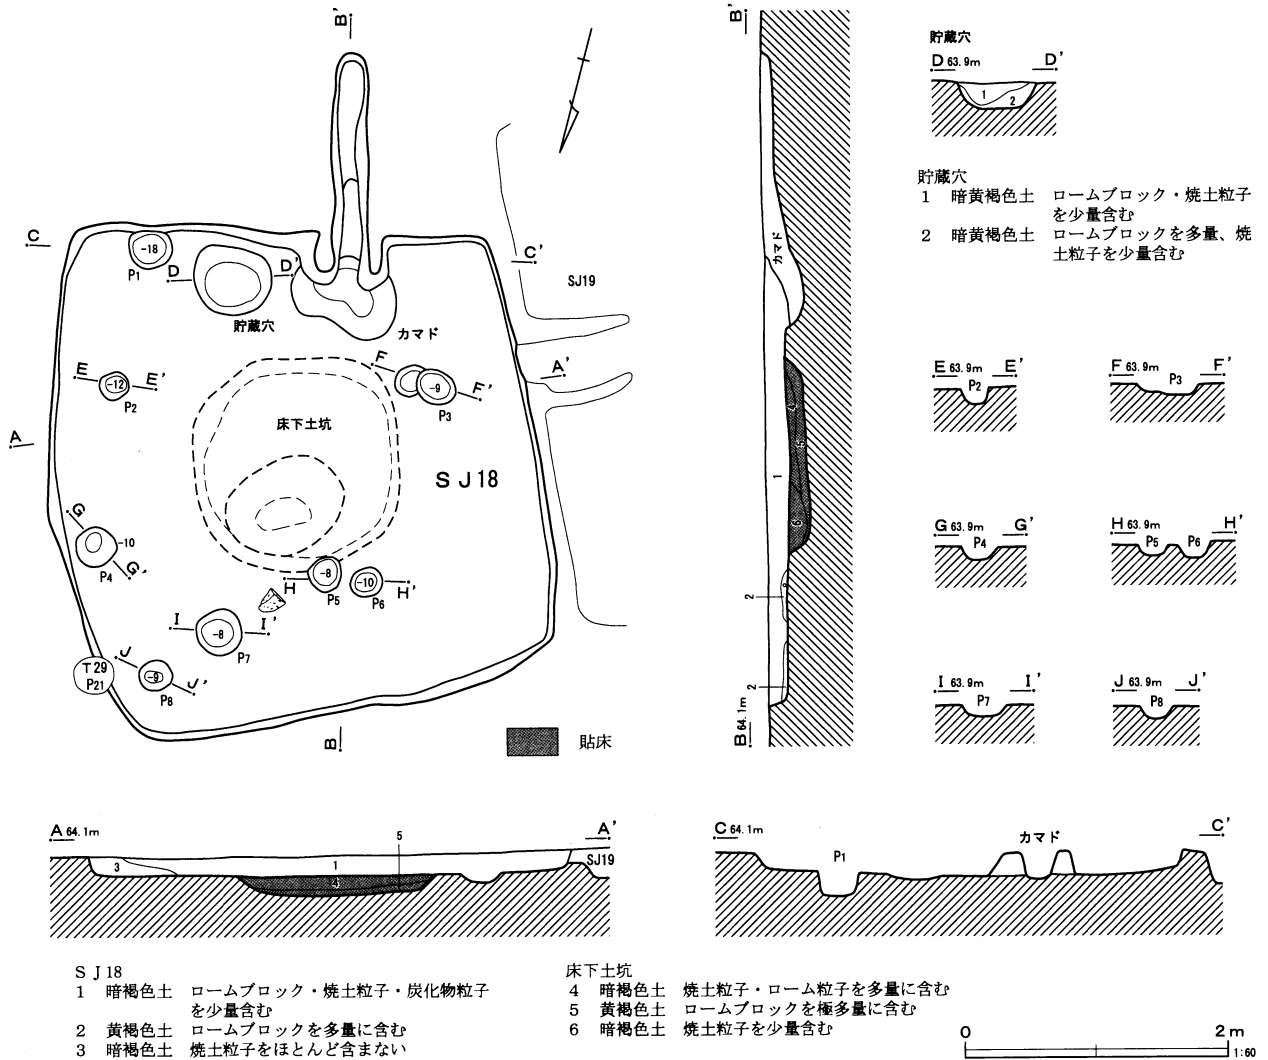 B'
C
-18
P1
D
D'
貯蔵穴
カマド
C'
SJ19
E
-12
E'
P2
F
-9
F'
P3
A'
A
床下土坑
SJ18
G
-10
G'
P4
H
-8
P5
-10
P6
H'
I
-8
I'
P7
J
-9
J'
P8
T29
P21
B
貼床
B'
カマド
4
5
1
6
2
2
B 64.1m
貯蔵穴
D 63.9m
D'
1
2
貯蔵穴
1 暗黄褐色土 ロームブロック・焼土粒子
を少量含む
2 暗黄褐色土 ロームブロックを多量、焼
土粒子を少量含む
E 63.9m
E'
P2
F 63.9m
F'
P3
G 63.9m
G'
P4
H 63.9m
H'
P5
P6
I 63.9m
I'
P7
J 63.9m
J'
P8
A 64.1m
5
A'
3
1
4
SJ19
C 64.1m
P1
カマド
C'
SJ18
1 暗褐色土 ロームブロック・焼土粒子・炭化物粒子
を少量含む
2 黄褐色土 ロームブロックを多量に含む
3 暗褐色土 焼土粒子をほとんど含まない
床下土坑
4 暗褐色土 焼土粒子・ローム粒子を多量に含む
5 黄褐色土 ロームブロックを極多量に含む
6 暗褐色土 焼土粒子を少量含む
0
2m
1:60